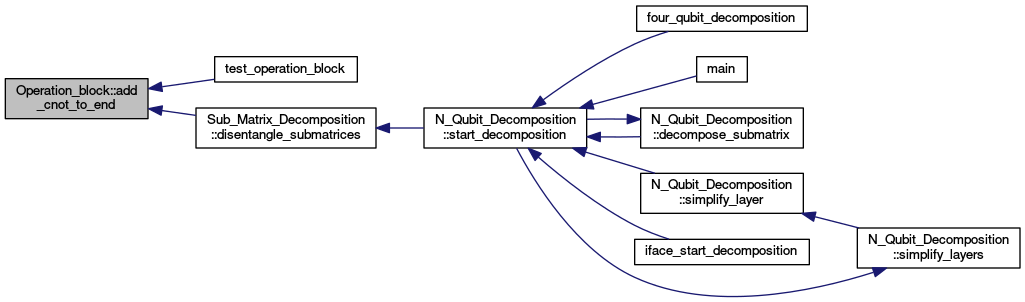 Operation_block::add
_cnot_to_end
test_operation_block
Sub_Matrix_Decomposition
::disentangle_submatrices
N_Qubit_Decomposition
::start_decomposition
four_qubit_decomposition
main
N_Qubit_Decomposition
::decompose_submatrix
N_Qubit_Decomposition
::simplify_layer
iface_start_decomposition
N_Qubit_Decomposition
::simplify_layers